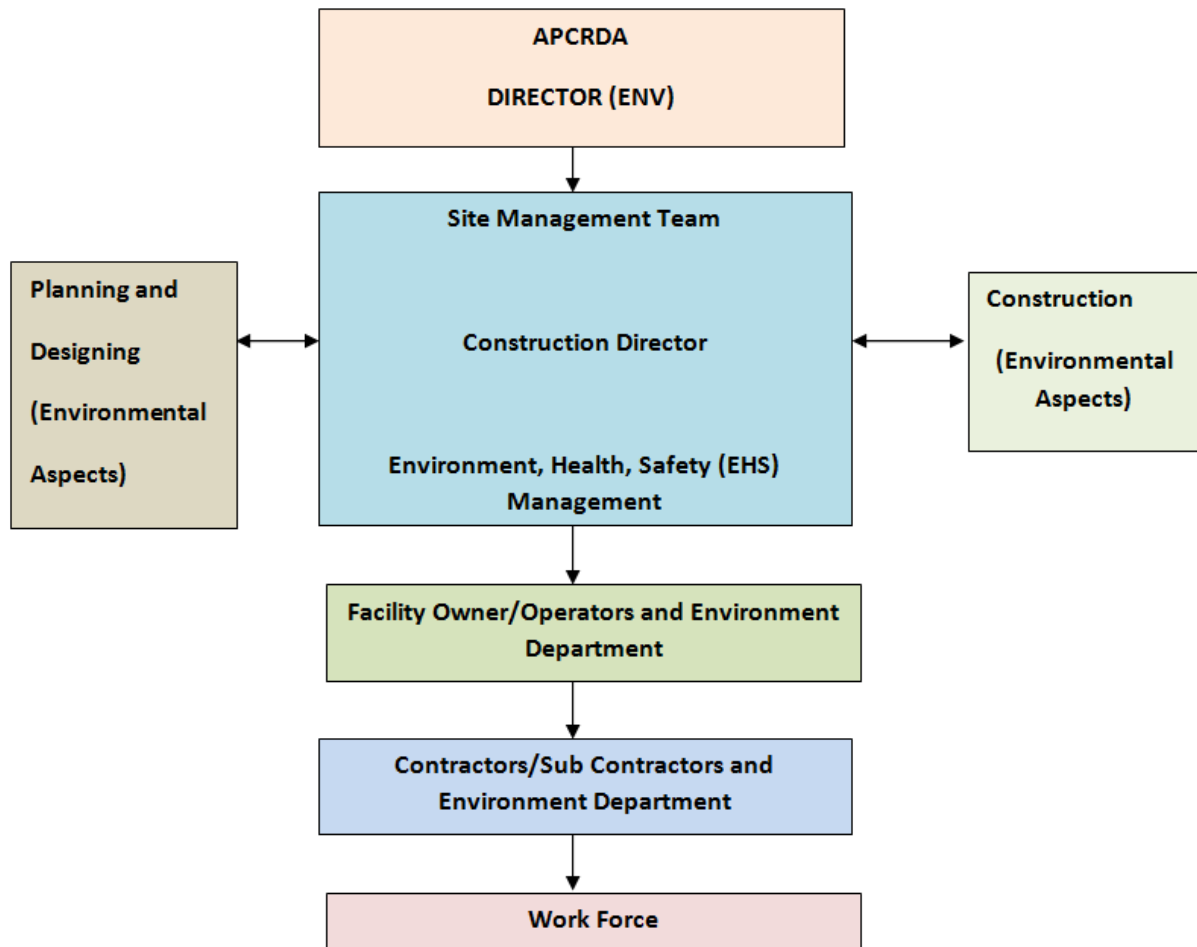 APCRDA
DIRECTOR (ENV)
Site Management Team
Construction Director
Environment, Health, Safety (EHS)
Management
Planning and
Designing
(Environmental
Aspects)
Construction
(Environmental
Aspects)
Facility Owner/Operators and Environment
Department
Contractors/Sub Contractors and
Environment Department
Work Force